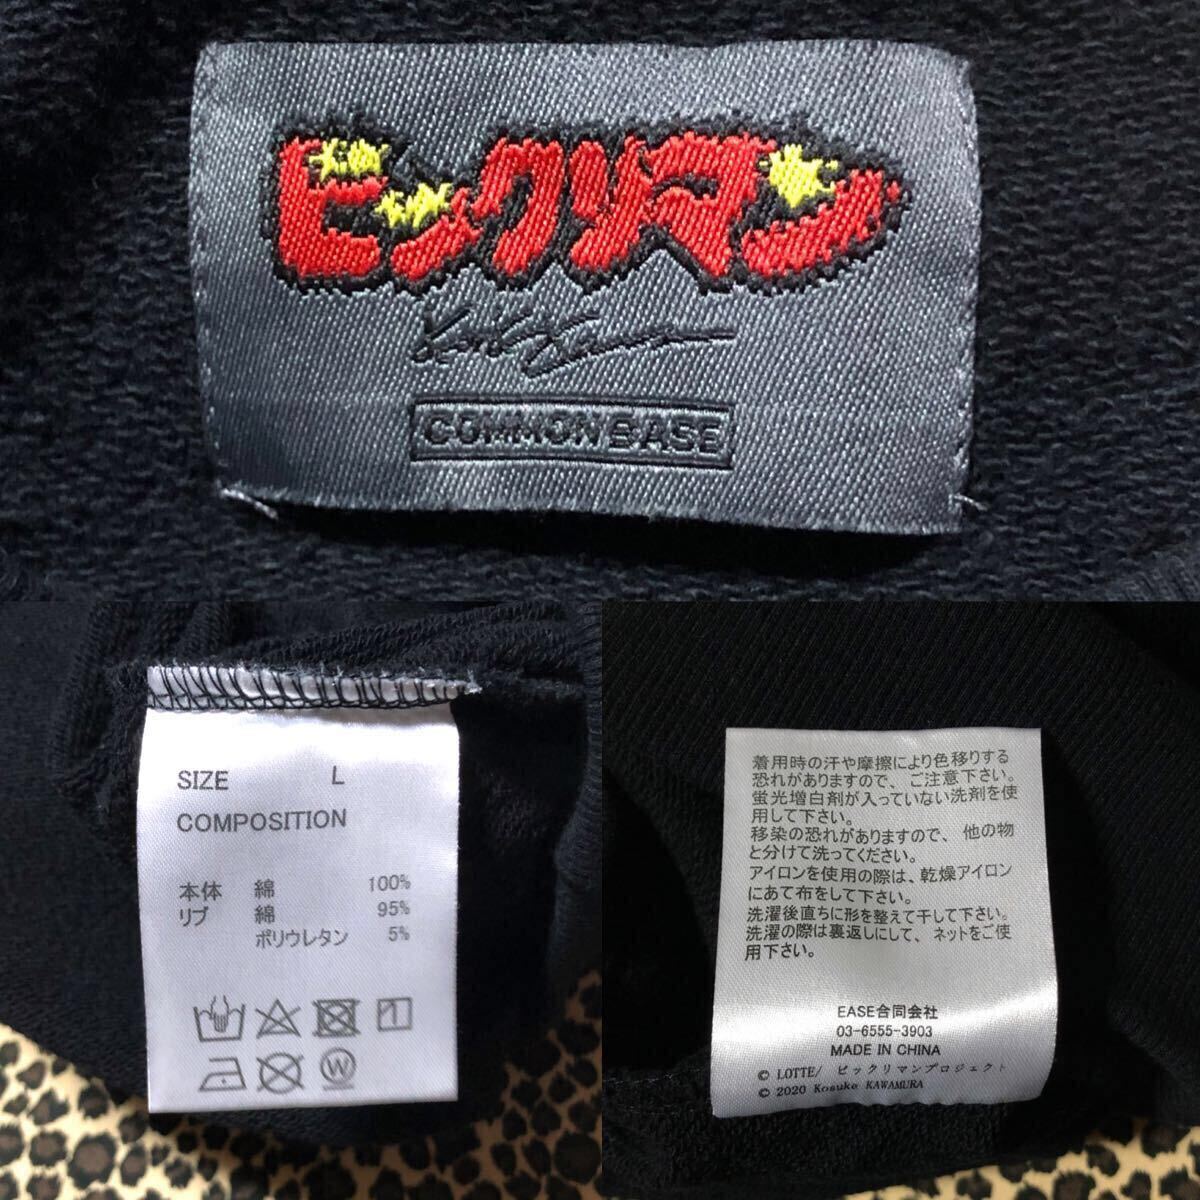 ビックリマン
COMMONBASE
SIZE L
COMPOSITION
本体 綿 100%
リブ 綿 95%
ポリウレタン 5%
W
着用時の汗や摩擦により色移りする
恐れがありますので、ご注意下さい。
蛍光増白剤が入っていない洗剤を使
用して下さい。
移染の恐れがありますので、他の物
と分けて洗ってください。
アイロンを使用の際は、乾燥アイロン
にあて布をして下さい。
洗濯後直ちに形を整えて干して下さい。
洗濯の際は裏返しにして、ネットをご使
用下さい。
EASE合同会社
03-6555-3903
MADE IN CHINA
© LOTTE/ ビックリマンプロジェクト
© 2020 Kosuke KAWAMURA